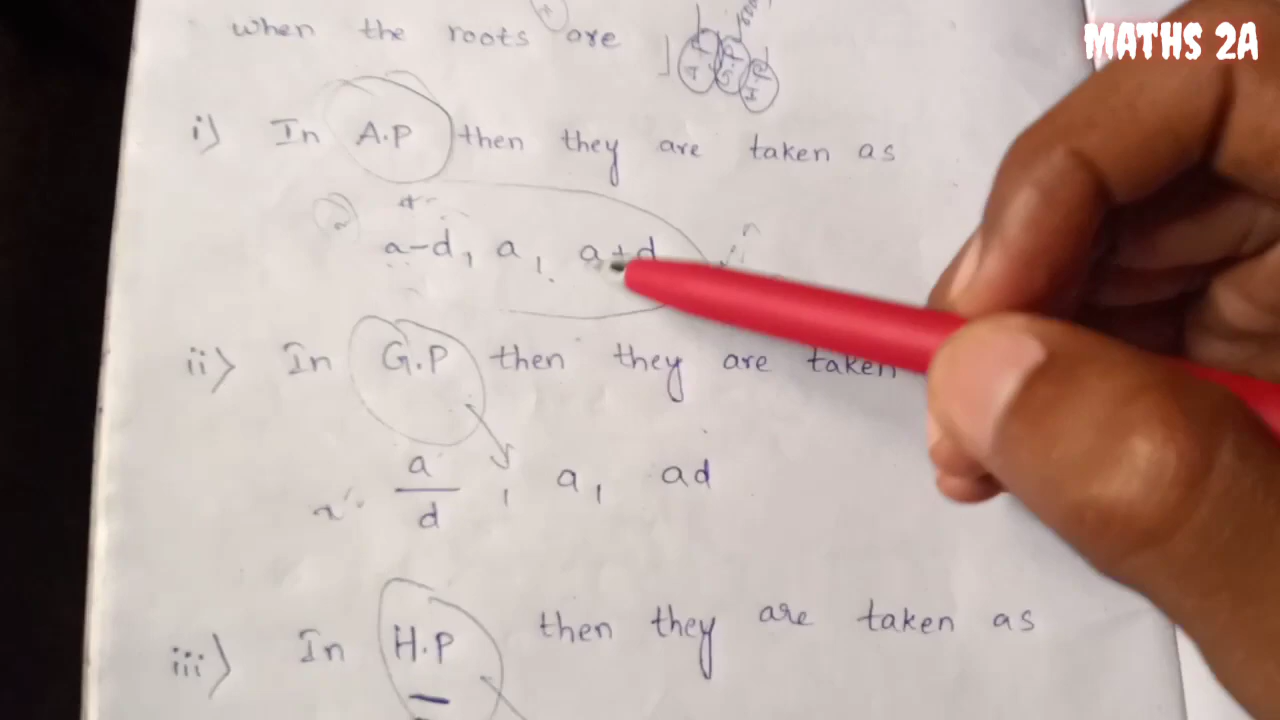 MATHS 2A
when the roots are
i) In A.P then they are taken as
a-d, a, a+d
ii) In G.P then they are taken
a/d, a, ad
iii) In H.P then they are taken as